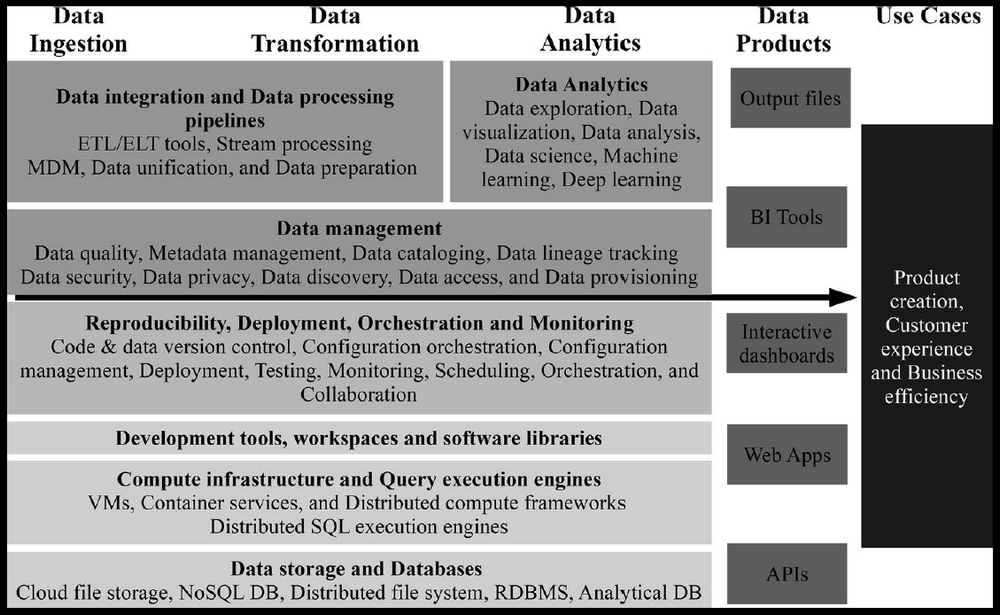 Data
Ingestion
Data
Transformation
Data
Analytics
Data
Products
Use Cases
Data integration and Data processing
pipelines
ETL/ELT tools, Stream processing
MDM, Data unification, and Data preparation
Data Analytics
Data exploration, Data
visualization, Data analysis,
Data science, Machine
learning, Deep learning
Data management
Data quality, Metadata management, Data cataloging, Data lineage tracking
Data security, Data privacy, Data discovery, Data access, and Data provisioning
Reproducibility, Deployment, Orchestration and Monitoring
Code & data version control, Configuration orchestration, Configuration
management, Deployment, Testing, Monitoring, Scheduling, Orchestration, and
Collaboration
Development tools, workspaces and software libraries
Compute infrastructure and Query execution engines
VMs, Container services, and Distributed compute frameworks
Distributed SQL execution engines
Data storage and Databases
Cloud file storage, NoSQL DB, Distributed file system, RDBMS, Analytical DB
Output files
BI Tools
Interactive
dashboards
Web Apps
APIs
Product
creation,
Customer
experience
and Business
efficiency